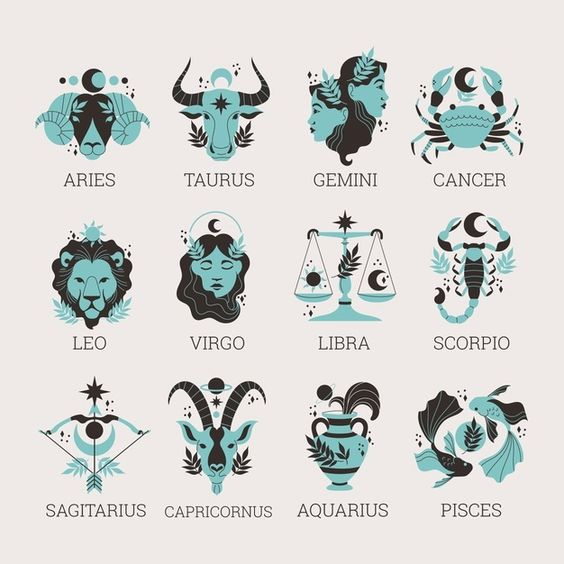 ARIES
TAURUS
GEMINI
CANCER
LEO
VIRGO
LIBRA
SCORPIO
SAGITARIUS
CAPRICORNUS
AQUARIUS
PISCES